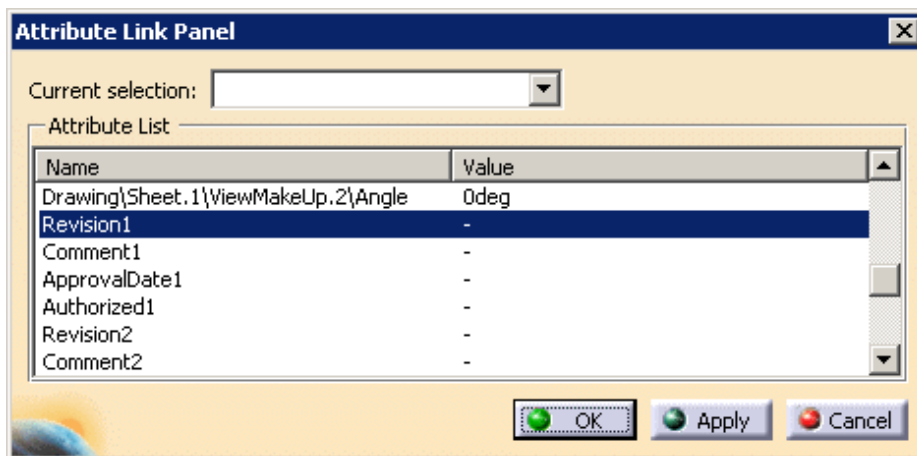 Attribute Link Panel
Current selection:
Attribute List
Name Value
Drawing\Sheet.1\ViewMakeUp.2\Angle 0deg
Revision1 -
Comment1 -
ApprovalDate1 -
Authorized1 -
Revision2 -
Comment2 -
OK Apply Cancel